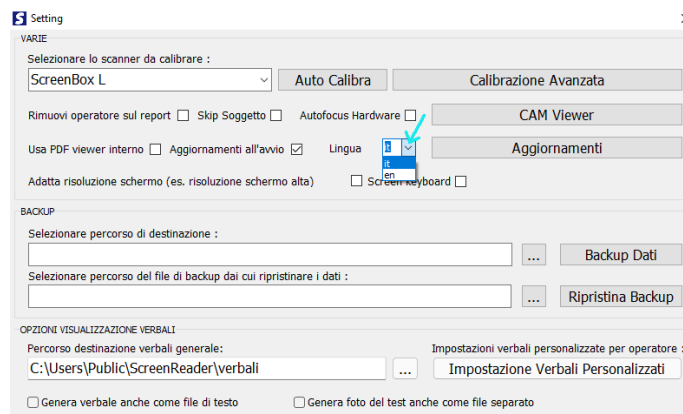 Setting
VARIE
Selezionare lo scanner da calibrare :
ScreenBox L Auto Calibra Calibrazione Avanzata
Rimuovi operatore sul report Skip Soggetto Autofocus Hardware CAM Viewer
Usa PDF viewer interno Aggiornamenti all'avvio Lingua it Aggiornamenti
it
en
Adatta risoluzione schermo (es. risoluzione schermo alta) Screen keyboard
BACKUP
Selezionare percorso di destinazione :
... Backup Dati
Selezionare percorso del file di backup dai cui ripristinare i dati :
... Ripristina Backup
OPZIONI VISUALIZZAZIONE VERBALI
Percorso destinazione verbali generale: Impostazioni verbali personalizzate per operatore :
C:\Users\Public\ScreenReader\verbali ... Impostazione Verbali Personalizzati
Genera verbale anche come file di testo Genera foto del test anche come file separato